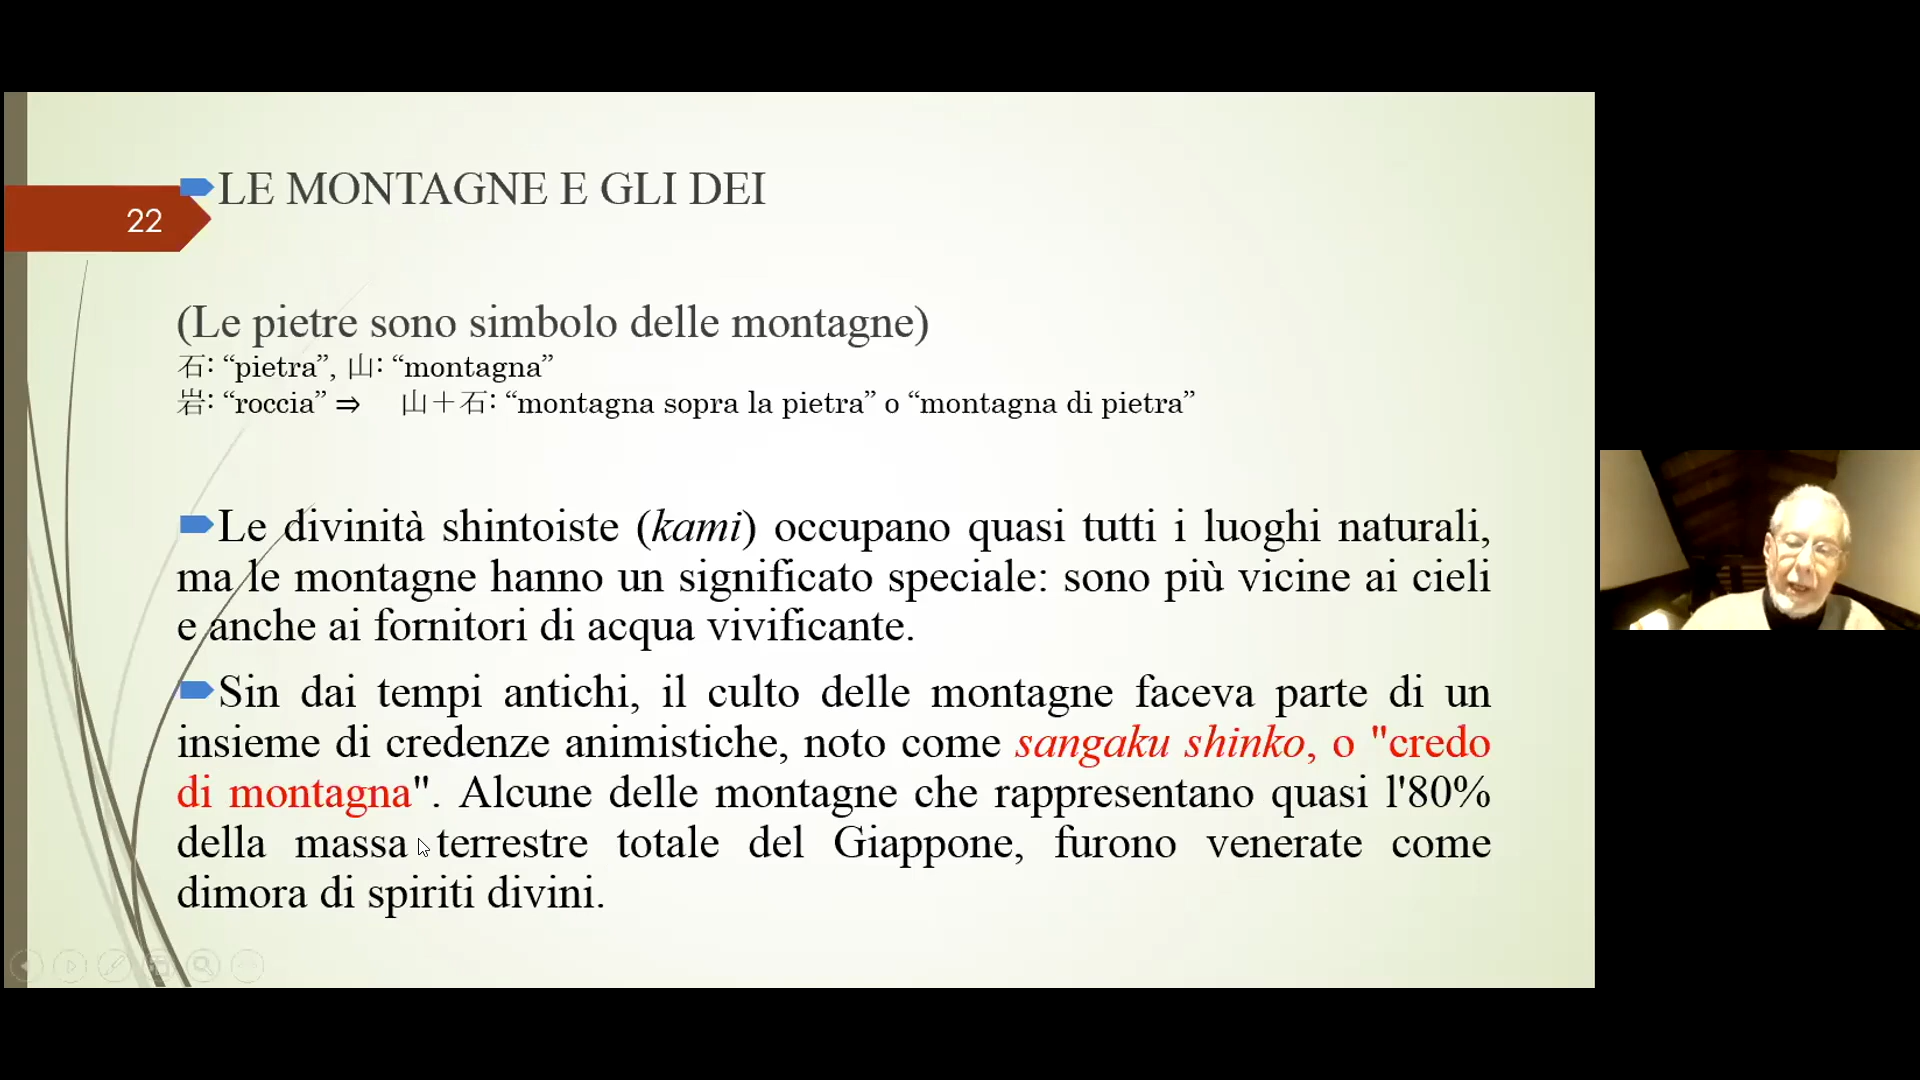 LE MONTAGNE E GLI DEI
22
(Le pietre sono simbolo delle montagne)
石: “pietra”, 山: “montagna”
岩: “roccia” ⇒ 山＋石: “montagna sopra la pietra” o “montagna di pietra”
Le divinità shintoiste (kami) occupano quasi tutti i luoghi naturali,
ma le montagne hanno un significato speciale: sono più vicine ai cieli
e anche ai fornitori di acqua vivificante.
Sin dai tempi antichi, il culto delle montagne faceva parte di un
insieme di credenze animistiche, noto come sangaku shinko, o "credo
di montagna". Alcune delle montagne che rappresentano quasi l'80%
della massa terrestre totale del Giappone, furono venerate come
dimora di spiriti divini.